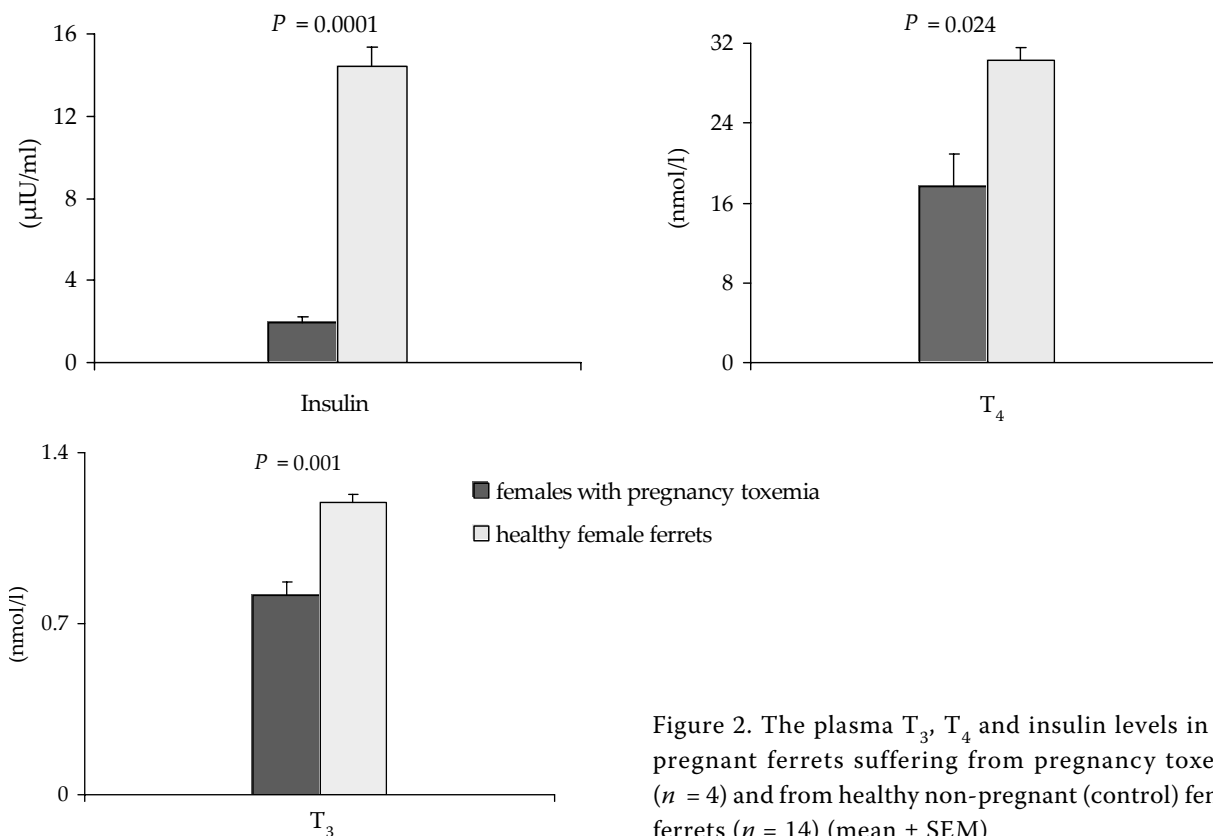 P = 0.0001
16
12
8
4
0
(µIU/ml)
Insulin
P = 0.024
32
24
16
8
0
(nmol/l)
T₄
P = 0.001
1.4
0.7
0
(nmol/l)
T₃
females with pregnancy toxemia
healthy female ferrets
Figure 2. The plasma T₃, T₄ and insulin levels in
pregnant ferrets suffering from pregnancy toxe
(n = 4) and from healthy non-pregnant (control) fen
ferrets (n = 14) (mean ± SEM)